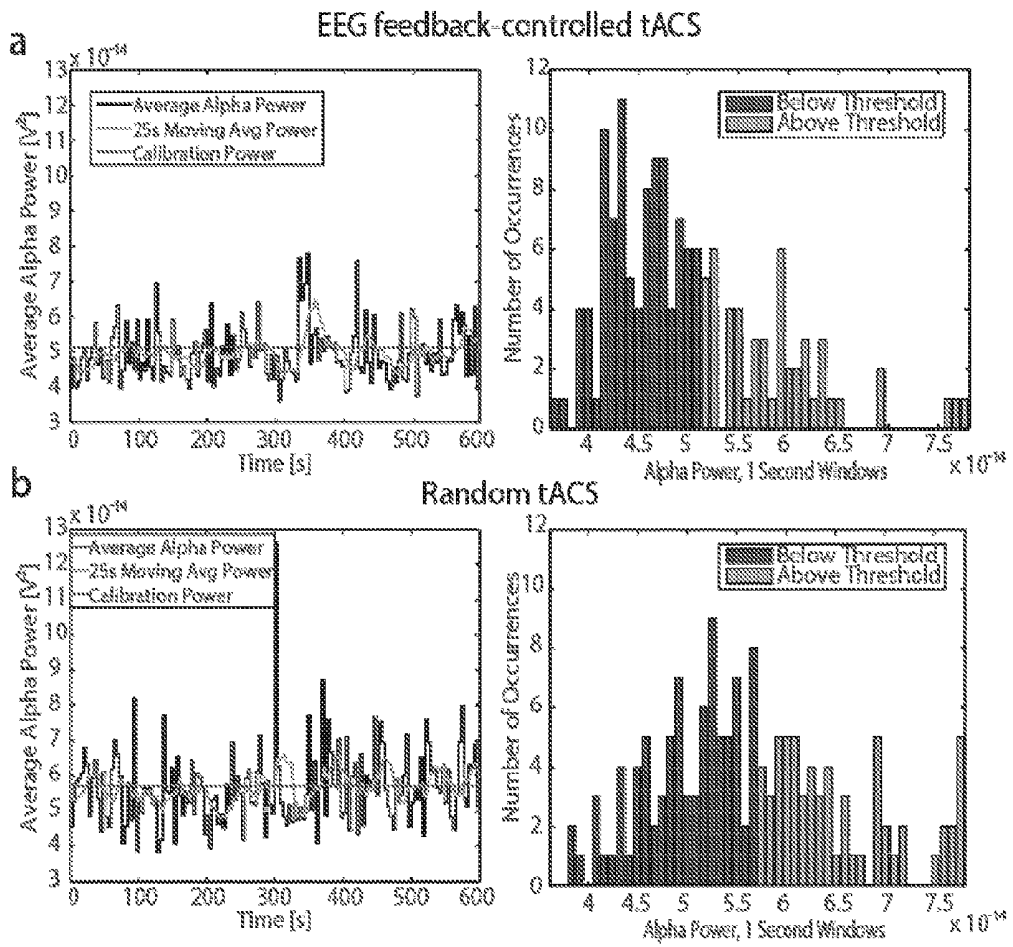 EEG feedback-controlled tACS
a
x 10^-14
13
12
11
10
9
8
7
6
5
4
3
Average Alpha Power [V²]
Average Alpha Power
25s Moving Avg Power
Calibration Power
0 100 200 300 400 500 600
Time [s]
12
10
8
6
4
2
0
Number of Occurrences
Below Threshold
Above Threshold
4 4.5 5 5.5 6 6.5 7 7.5
Alpha Power, 1 Second Windows
x 10^-14
b
Random tACS
x 10^-14
13
12
11
10
9
8
7
6
5
4
3
Average Alpha Power [V²]
Average Alpha Power
25s Moving Avg Power
Calibration Power
0 100 200 300 400 500 600
Time [s]
12
10
8
6
4
2
0
Number of Occurrences
Below Threshold
Above Threshold
4 4.5 5 5.5 6 6.5 7 7.5
Alpha Power, 1 Second Windows
x 10^-14